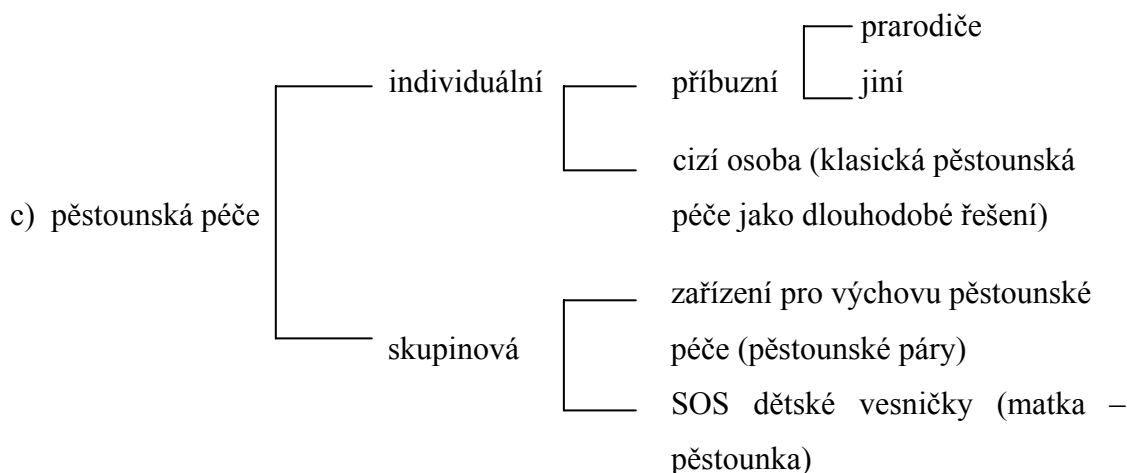 prarodiče
individuální
příbuzní
jiní
cizí osoba (klasická pěstounská
péče jako dlouhodobé řešení)
c) pěstounská péče
skupinová
zařízení pro výchovu pěstounské
péče (pěstounské páry)
SOS dětské vesničky (matka –
pěstounka)